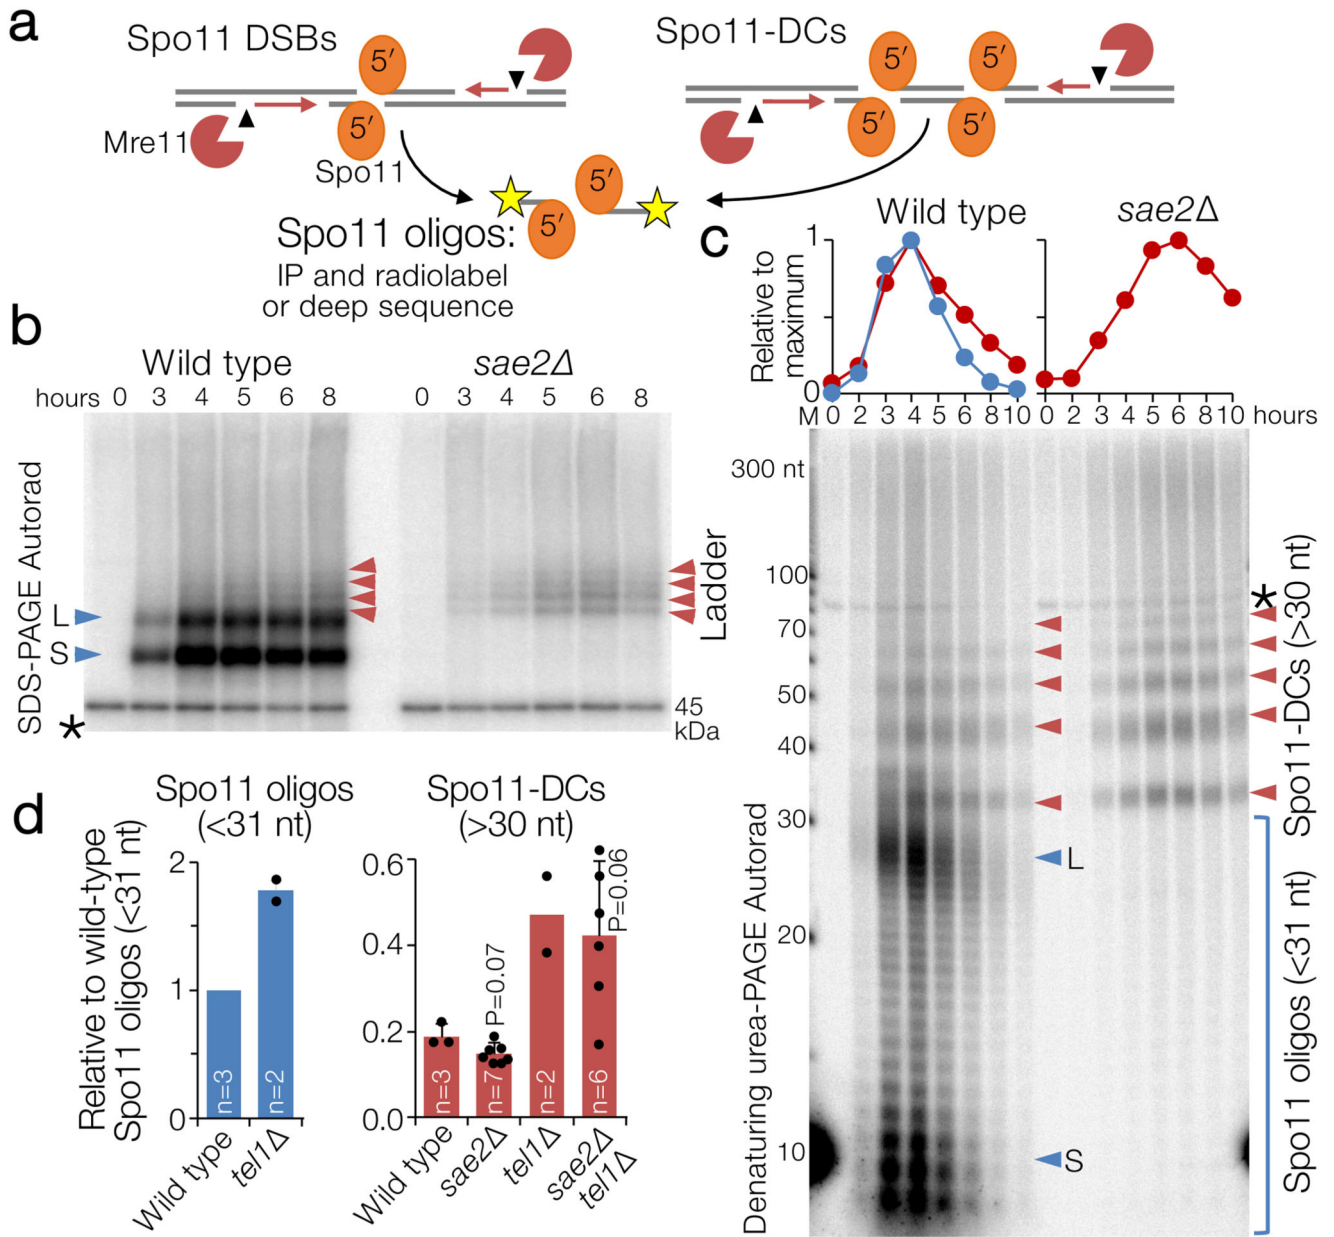 a
Spo11 DSBs
Spo11-DCs
5′
5′
5′
5′
5′
5′
Mre11
Spo11
5′
5′
Spo11 oligos:
IP and radiolabel
or deep sequence
b
Wild type
sae2Δ
hours 0 3 4 5 6 8
0 3 4 5 6 8
SDS-PAGE Autorad
L
S
*
Ladder
45
kDa
c
Wild type
sae2Δ
Relative to
maximum
1
0
M 0 2 3 4 5 6 8 10
0 2 3 4 5 6 8 10 hours
300 nt
100
70
50
40
30
20
10
Denaturing urea-PAGE Autorad
L
S
*
Spo11-DCs (>30 nt)
Spo11 oligos (<31 nt)
d
Spo11 oligos
(<31 nt)
Spo11-DCs
(>30 nt)
Relative to wild-type
Spo11 oligos (<31 nt)
2
1
0
n=3
n=2
Wild type
tel1Δ
0.6
0.4
0.2
0.0
P=0.07
P=0.06
n=3
n=7
n=2
n=6
Wild type
sae2Δ
tel1Δ
sae2Δ
tel1Δ